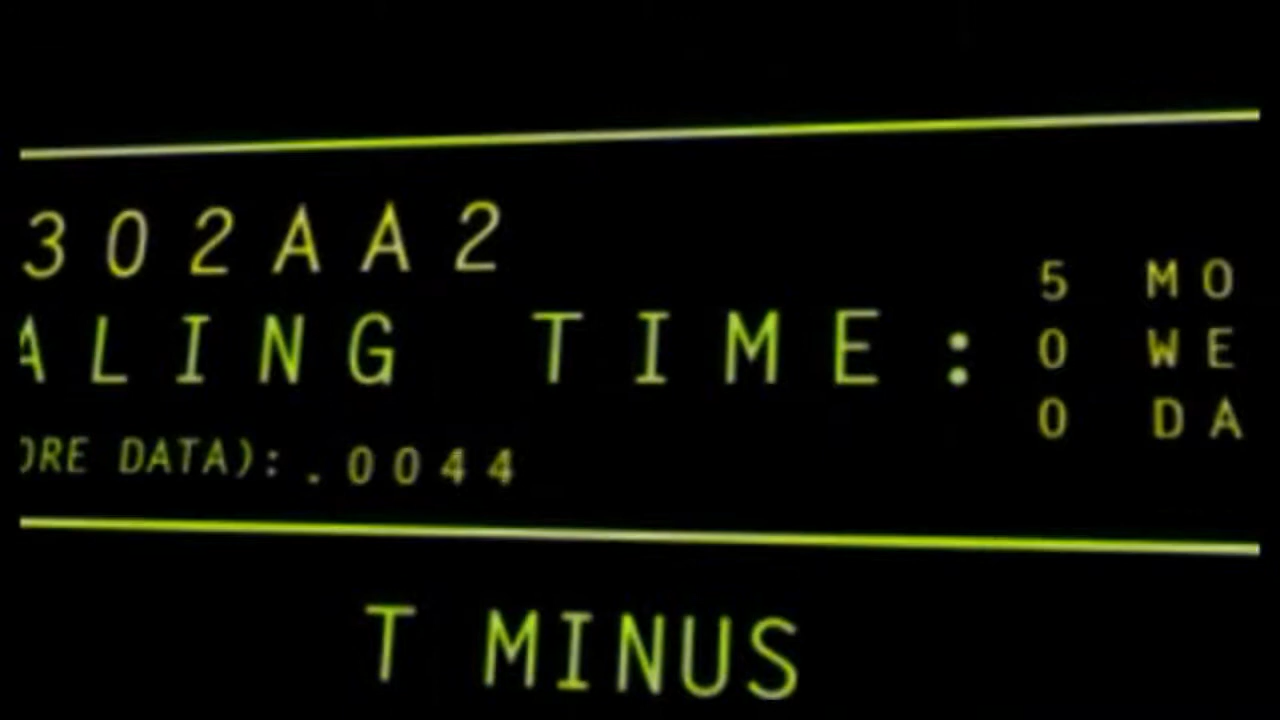 302AA2
ALING TIME:
5 MO
0 WE
0 DA
ORE DATA): .0044
T MINUS